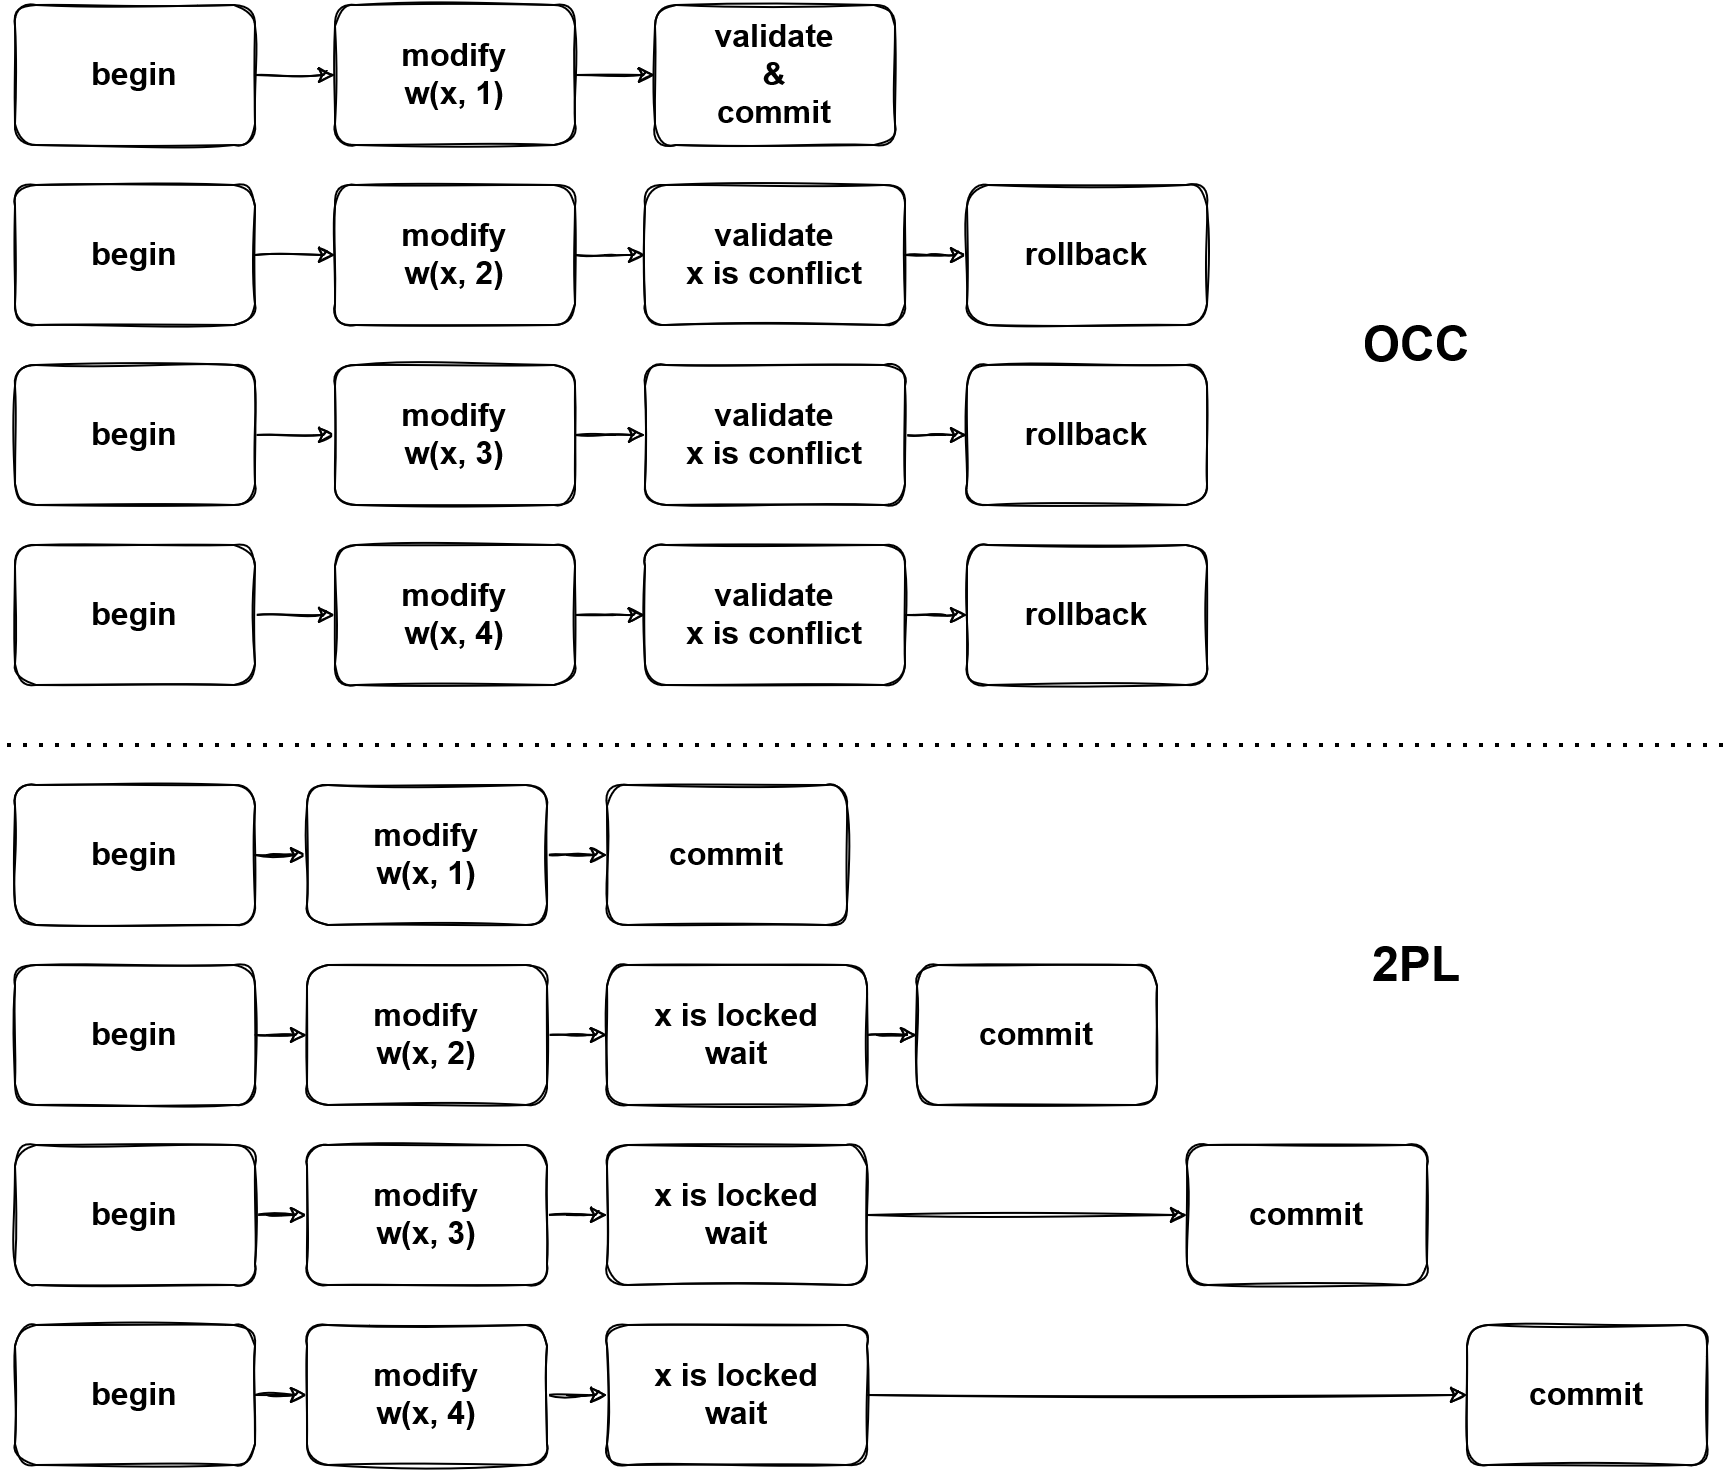 begin
modify
w(x, 1)
validate
&
commit
begin
modify
w(x, 2)
validate
x is conflict
rollback
begin
modify
w(x, 3)
validate
x is conflict
rollback
OCC
begin
modify
w(x, 4)
validate
x is conflict
rollback
begin
modify
w(x, 1)
commit
begin
modify
w(x, 2)
x is locked
wait
commit
2PL
begin
modify
w(x, 3)
x is locked
wait
commit
begin
modify
w(x, 4)
x is locked
wait
commit